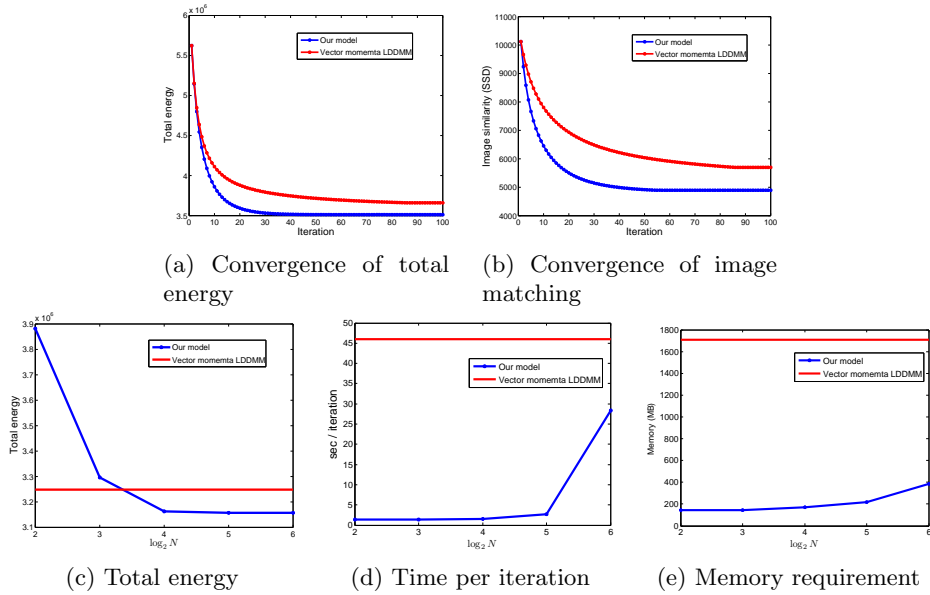 x 10⁶
6
5.5
5
4.5
4
3.5
0 10 20 30 40 50 60 70 80 90 100
Total energy
Iteration
Our model
Vector momemta LDDMM
11000
10000
9000
8000
7000
6000
5000
4000
0 10 20 30 40 50 60 70 80 90 100
Image similarity (SSD)
Iteration
Our model
Vector momemta LDDMM
(a) Convergence of total
energy
(b) Convergence of image
matching
x 10⁶
3.9
3.8
3.7
3.6
3.5
3.4
3.3
3.2
3.1
2 3 4 5 6
Total energy
log₂ N
Our model
Vector momemta LDDMM
50
45
40
35
30
25
20
15
10
5
0
2 3 4 5 6
sec / iteration
log₂ N
Our model
Vector momemta LDDMM
1800
1600
1400
1200
1000
800
600
400
200
0
2 3 4 5 6
Memory (MB)
log₂ N
Our model
Vector momemta LDDMM
(c) Total energy
(d) Time per iteration
(e) Memory requirement